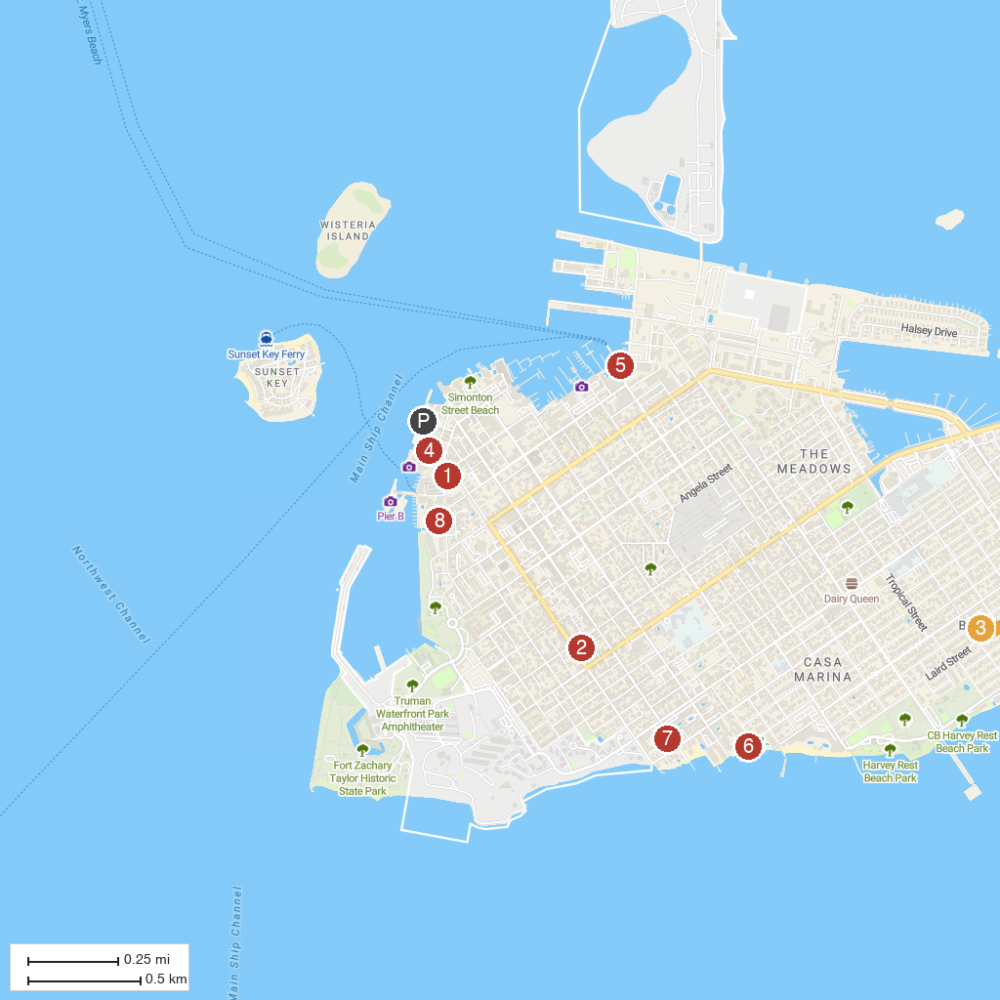 Myers Beach
WISTERIA
ISLAND
Halsey Drive
Sunset Key Ferry
SUNSET
KEY
5
Simonton
Street Beach
Main Ship Channel
P
4
1
THE
MEADOWS
Angela Street
Pier B
8
Northwest Channel
Dairy Queen
Tropical Street
B
3
2
Laird Street
CASA
MARINA
Truman
Waterfront Park
Amphitheater
7
6
CB Harvey Rest
Beach Park
Fort Zachary
Taylor Historic
State Park
Harvey Rest
Beach Park
Main Ship Channel
0.25 mi
0.5 km